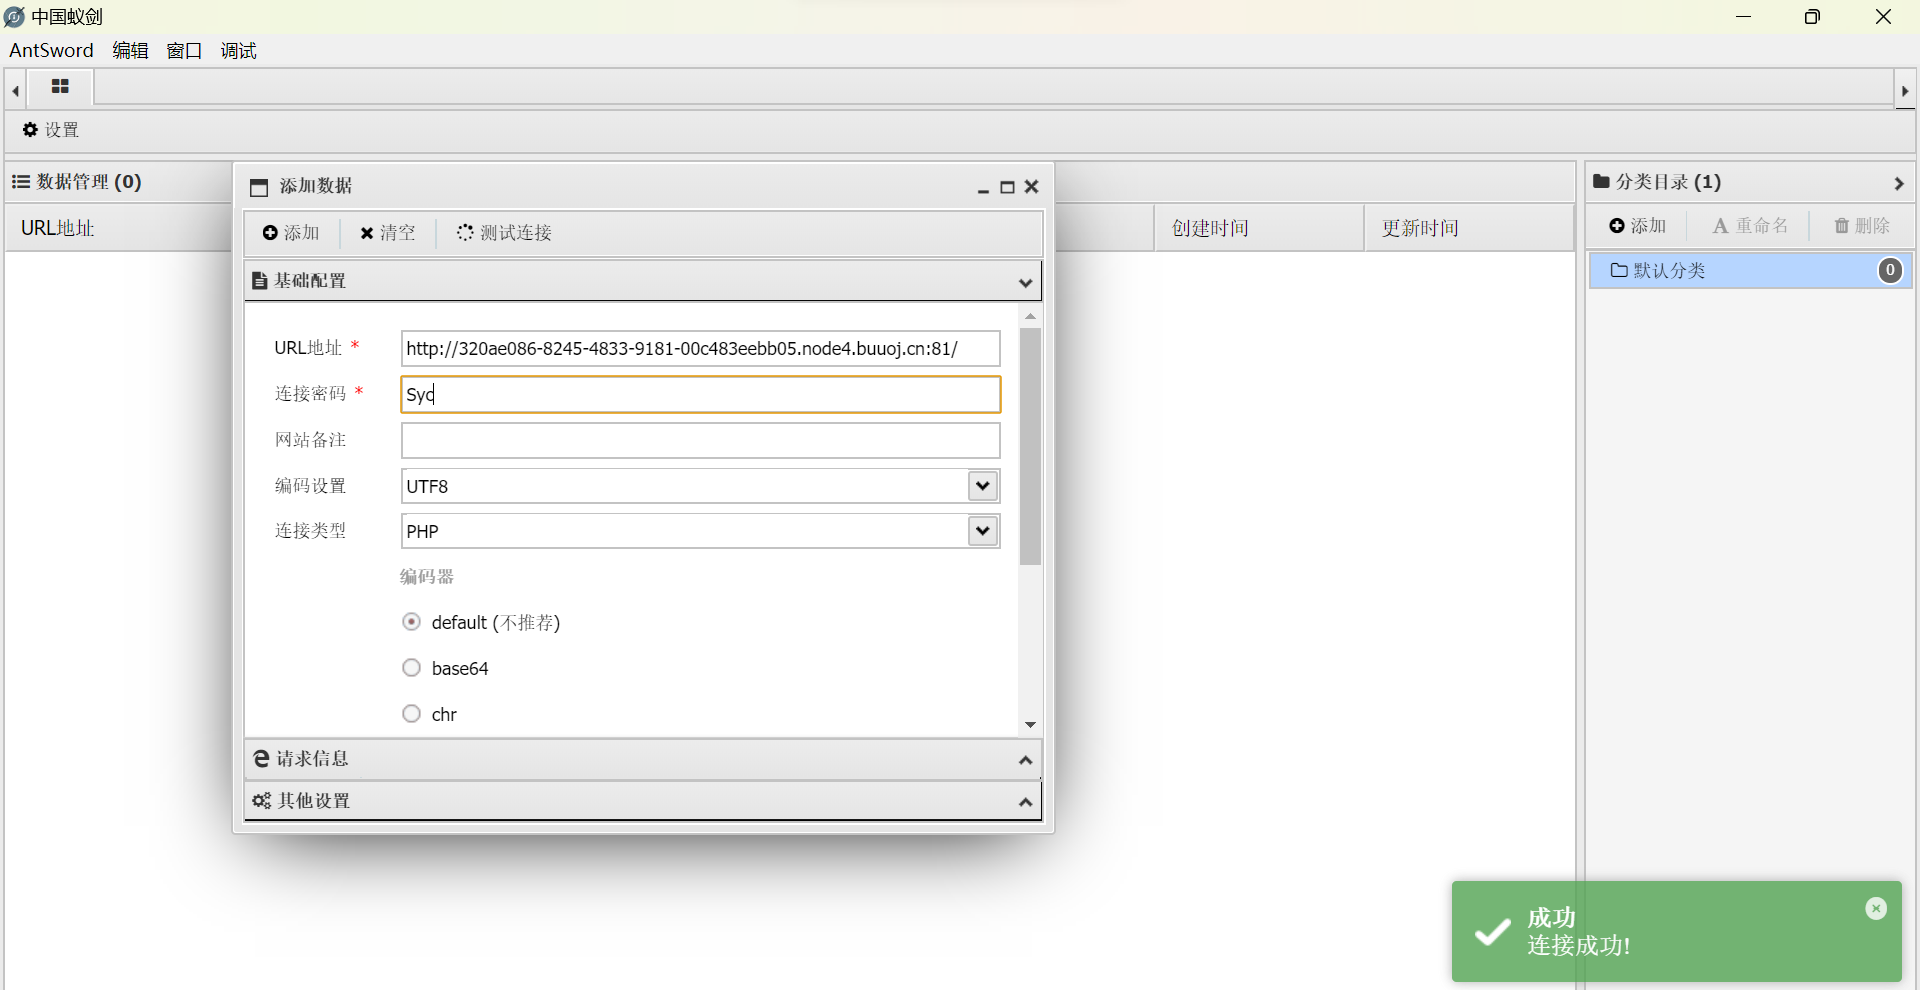 中国蚁剑
AntSword 编辑 窗口 调试
设置
数据管理 (0)
URL地址
创建时间
更新时间
添加数据
添加
清空
测试连接
基础配置
URL地址 *
http://320ae086-8245-4833-9181-00c483eebb05.node4.buuoj.cn:81/
连接密码 *
Syc
网站备注
编码设置
UTF8
连接类型
PHP
编码器
default (不推荐)
base64
chr
请求信息
其他设置
分类目录 (1)
添加
重命名
删除
默认分类
0
成功
连接成功!